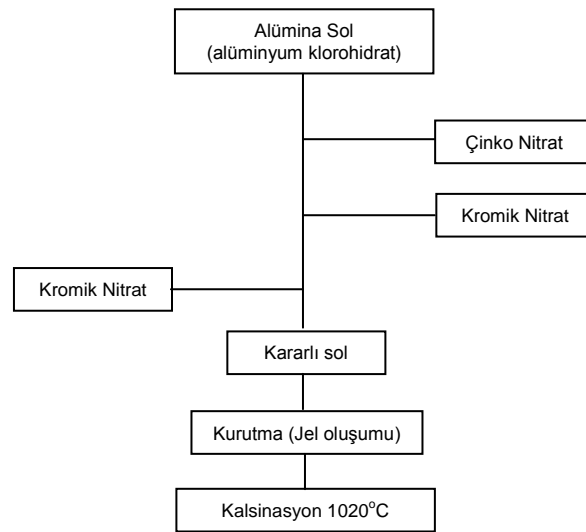 Alümina Sol
(alüminyum klorohidrat)
Çinko Nitrat
Kromik Nitrat
Kromik Nitrat
Kararlı sol
Kurutma (Jel oluşumu)
Kalsinasyon 1020°C